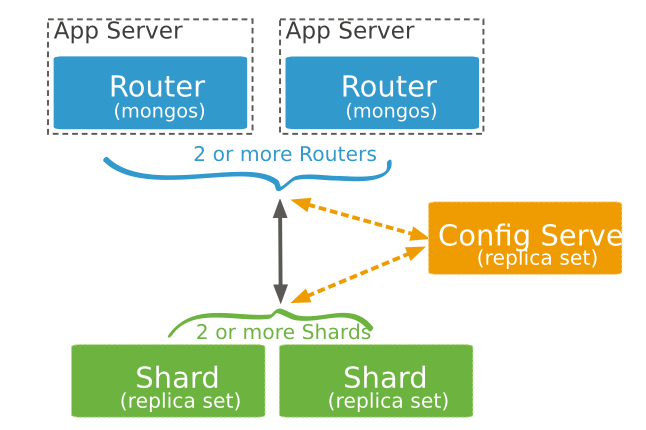 App Server
App Server
Router
(mongos)
Router
(mongos)
2 or more Routers
Config Serve
(replica set)
2 or more Shards
Shard
(replica set)
Shard
(replica set)